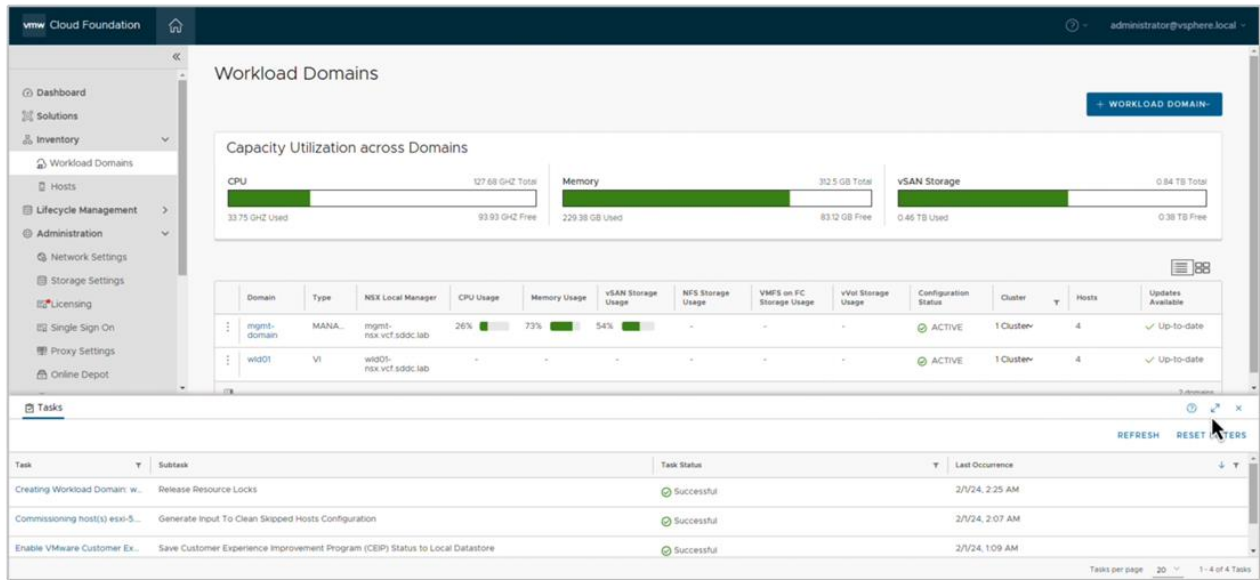 vmw Cloud Foundation
administrator@vsphere.local
Dashboard
Solutions
Inventory
Workload Domains
Hosts
Lifecycle Management
Administration
Network Settings
Storage Settings
Licensing
Single Sign On
Proxy Settings
Online Depot
Workload Domains
+ WORKLOAD DOMAIN
Capacity Utilization across Domains
CPU 127.68 GHZ Total
33.75 GHZ Used 93.93 GHZ Free
Memory 312.5 GB Total
229.38 GB Used 83.12 GB Free
vSAN Storage 0.84 TB Total
0.46 TB Used 0.38 TB Free
Domain Type NSX Local Manager CPU Usage Memory Usage vSAN Storage Usage NFS Storage Usage VMFS on FC Storage Usage vVol Storage Usage Configuration Status Cluster Hosts Updates Available
mgmt-domain MANA... mgmt-nsx.vcf.sddc.lab 26% 73% 54% - - - ACTIVE 1 Cluster 4 Up-to-date
wld01 VI wld01-nsx.vcf.sddc.lab - - - - - - ACTIVE 1 Cluster 4 Up-to-date
2 domains
Tasks
REFRESH RESET
Task Subtask Task Status Last Occurrence
Creating Workload Domain: w... Release Resource Locks Successful 2/1/24, 2:25 AM
Commissioning host(s) esxi-5... Generate Input To Clean Skipped Hosts Configuration Successful 2/1/24, 2:07 AM
Enable VMware Customer Ex... Save Customer Experience Improvement Program (CEIP) Status to Local Datastore Successful 2/1/24, 1:09 AM
Tasks per page 20 1 - 4 of 4 Tasks